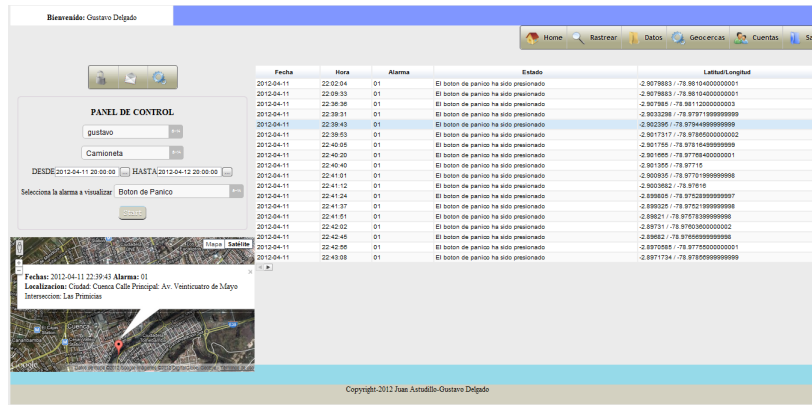 Bienvenido: Gustavo Delgado
Home Rastrear Datos Geocercas Cuentas Sa
PANEL DE CONTROL
gustavo
Camioneta
DESDE 2012-04-11 20:00:00 ... HASTA 2012-04-12 20:00:00 ...
Selecciona la alarma a visualizar Boton de Panico
Fecha Hora Alarma Estado Latitud/Longitud
2012-04-11 22:02:04 01 El boton de panico ha sido presionado -2.9079883 / -78.98104000000001
2012-04-11 22:09:33 01 El boton de panico ha sido presionado -2.9079883 / -78.98104000000001
2012-04-11 22:36:36 01 El boton de panico ha sido presionado -2.907985 / -78.98112000000003
2012-04-11 22:39:31 01 El boton de panico ha sido presionado -2.9033298 / -78.97971999999999
2012-04-11 22:39:43 01 El boton de panico ha sido presionado -2.902395 / -78.97944999999999
2012-04-11 22:39:53 01 El boton de panico ha sido presionado -2.9017317 / -78.97865000000002
2012-04-11 22:40:05 01 El boton de panico ha sido presionado -2.901755 / -78.97816499999999
2012-04-11 22:40:20 01 El boton de panico ha sido presionado -2.901665 / -78.97768400000001
2012-04-11 22:40:40 01 El boton de panico ha sido presionado -2.901355 / -78.97715
2012-04-11 22:41:01 01 El boton de panico ha sido presionado -2.900935 / -78.97701999999998
2012-04-11 22:41:12 01 El boton de panico ha sido presionado -2.9003682 / -78.97616
2012-04-11 22:41:24 01 El boton de panico ha sido presionado -2.899805 / -78.97528999999997
2012-04-11 22:41:37 01 El boton de panico ha sido presionado -2.899325 / -78.97521999999998
2012-04-11 22:41:51 01 El boton de panico ha sido presionado -2.89821 / -78.97578399999998
2012-04-11 22:42:02 01 El boton de panico ha sido presionado -2.89731 / -78.97603600000002
2012-04-11 22:42:45 01 El boton de panico ha sido presionado -2.89682 / -78.97666999999998
2012-04-11 22:42:56 01 El boton de panico ha sido presionado -2.8970585 / -78.97755000000001
2012-04-11 22:43:08 01 El boton de panico ha sido presionado -2.8971734 / -78.97856999999999
Mapa Satélite
Fechas: 2012-04-11 22:39:43 Alarma: 01
Localizacion: Ciudad: Cuenca Calle Principal: Av. Veinticuatro de Mayo
Interseccion: Las Primicias
Copyright-2012 Juan Astudillo-Gustavo Delgado